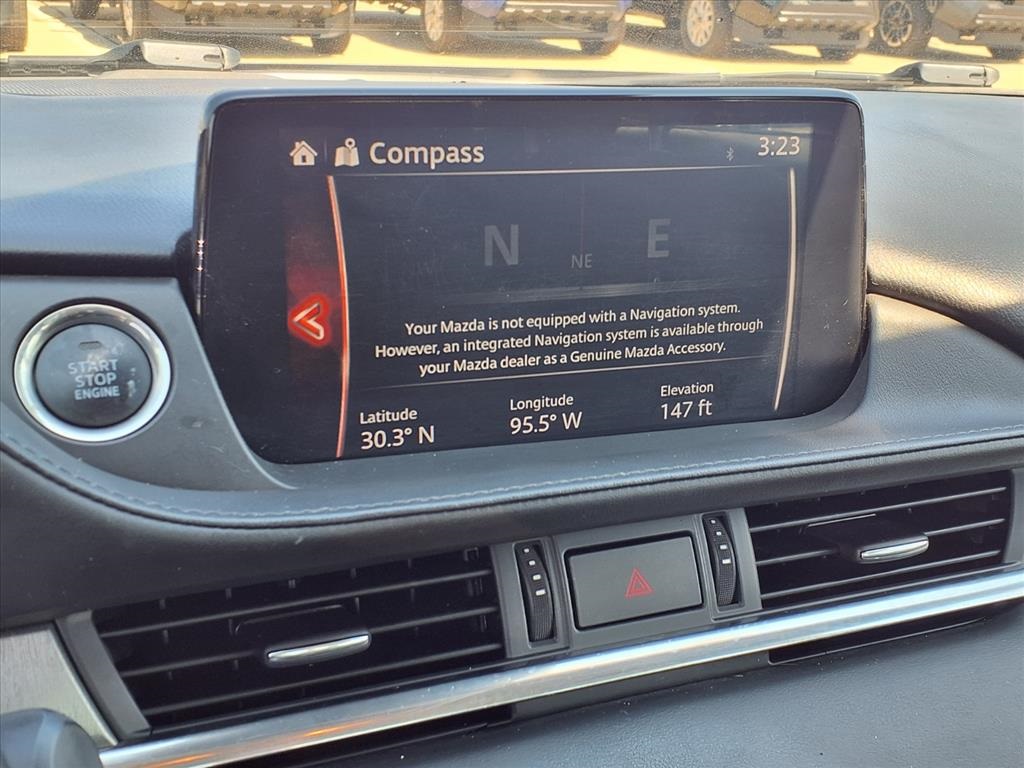 Compass
3:23
N NE E
Your Mazda is not equipped with a Navigation system.
However, an integrated Navigation system is available through
your Mazda dealer as a Genuine Mazda Accessory.
Latitude Longitude Elevation
30.3° N 95.5° W 147 ft
START
STOP
ENGINE